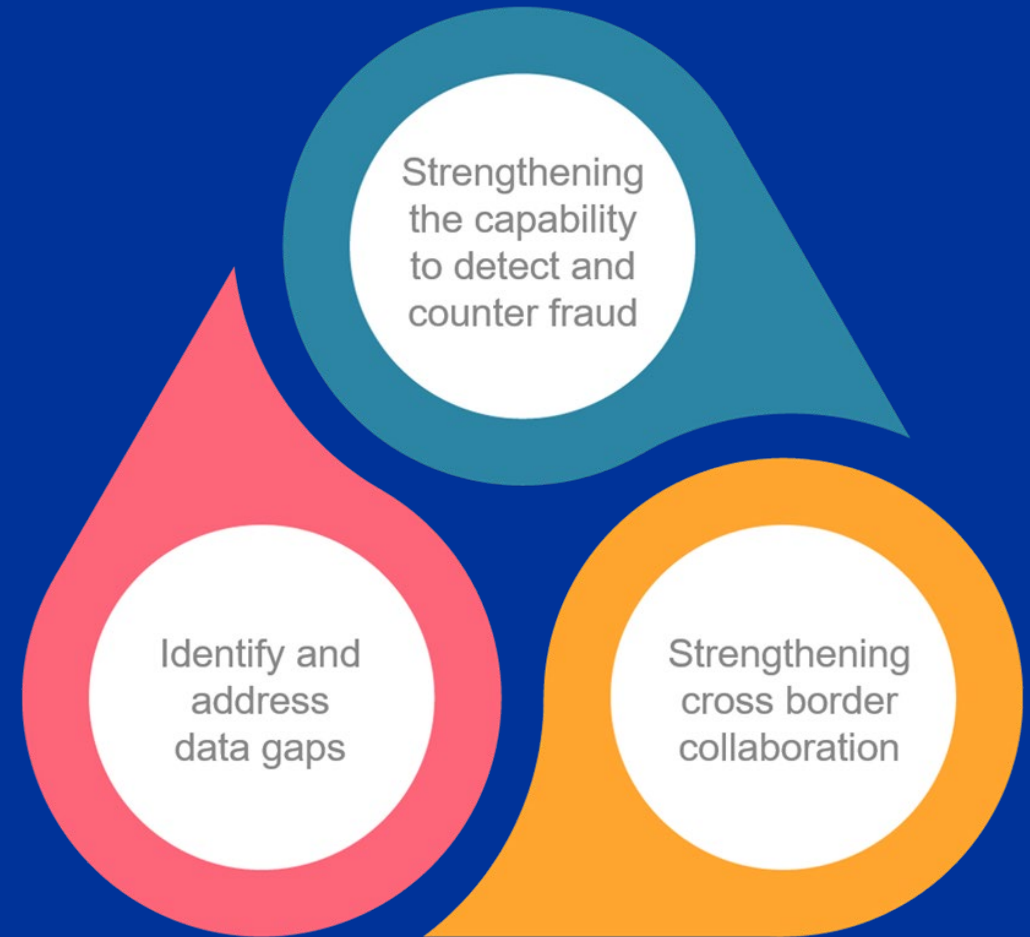 Strengthening
the capability
to detect and
counter fraud
Identify and
address
data gaps
Strengthening
cross border
collaboration